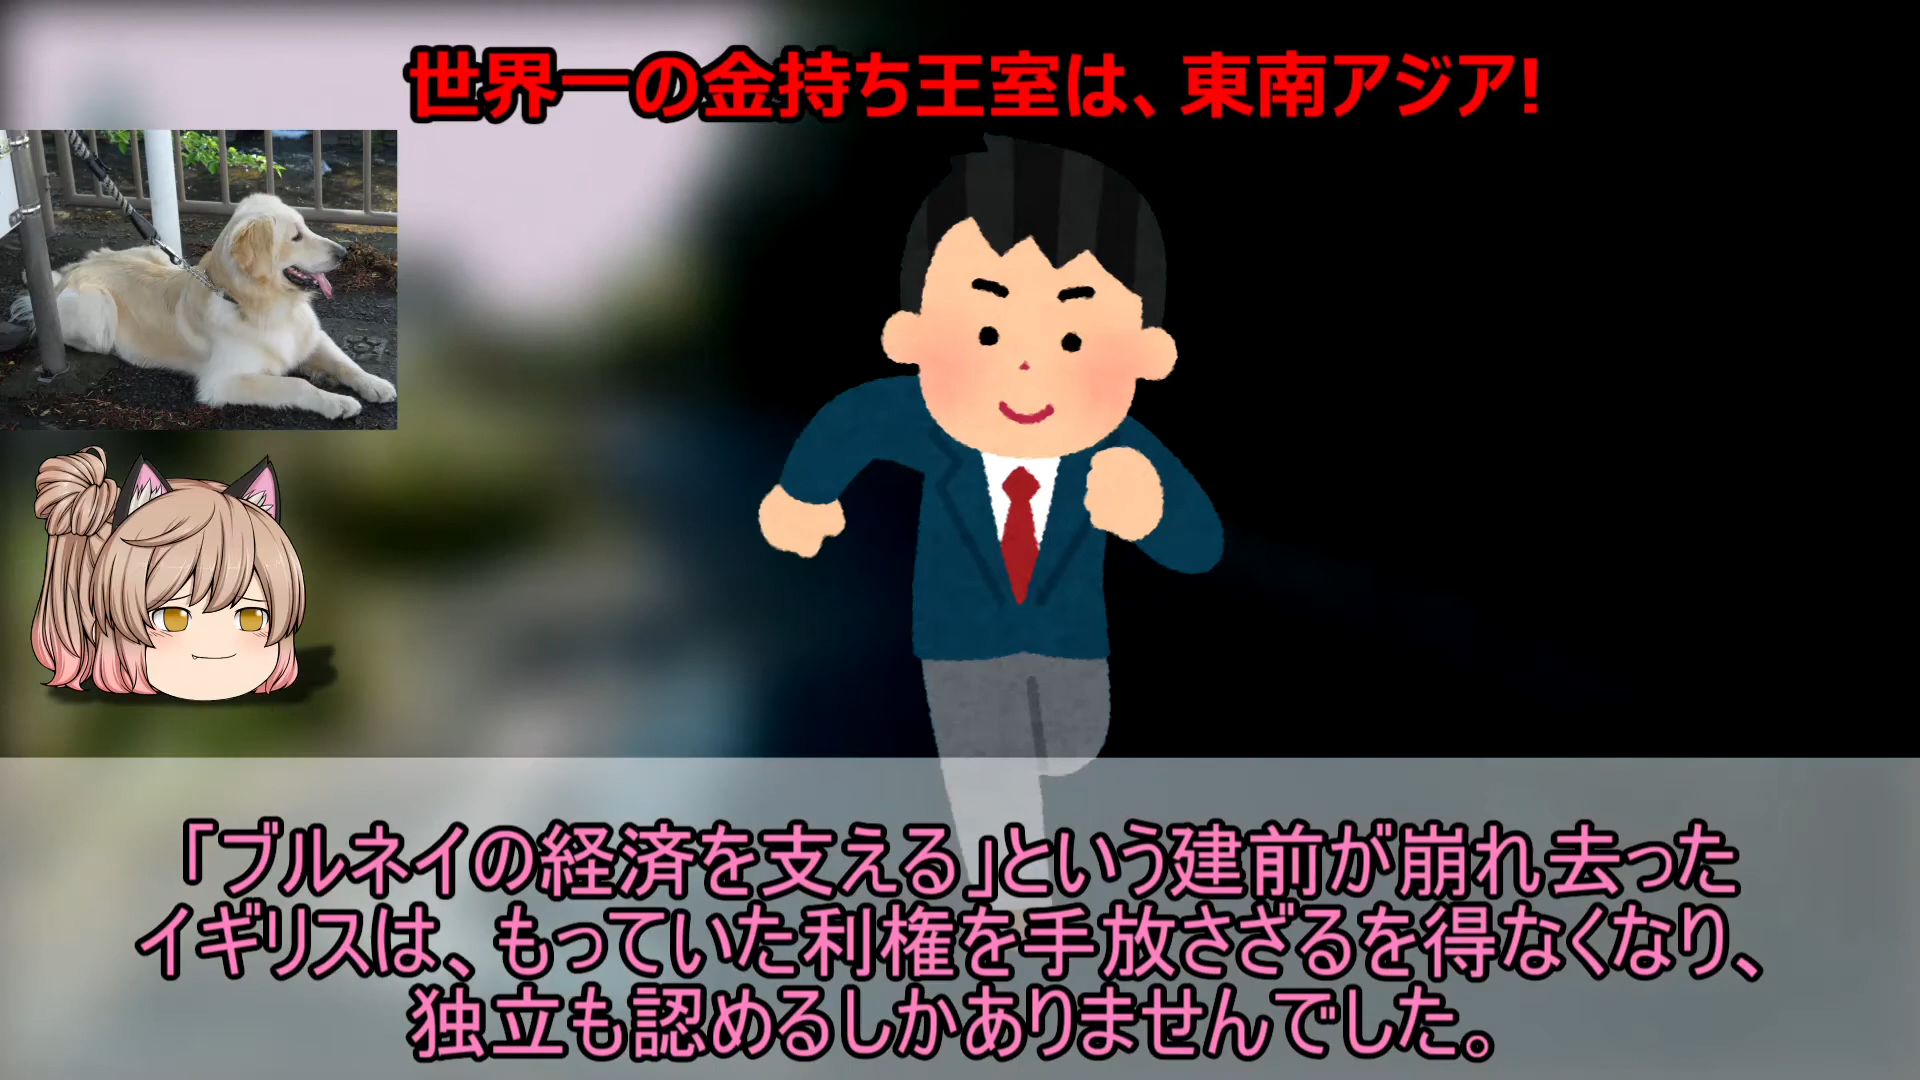 世界一の金持ち王室は、東南アジア!
「ブルネイの経済を支える」という建前が崩れ去った
イギリスは、もっていた利権を手放さざるを得なくなり、
独立も認めるしかありませんでした。